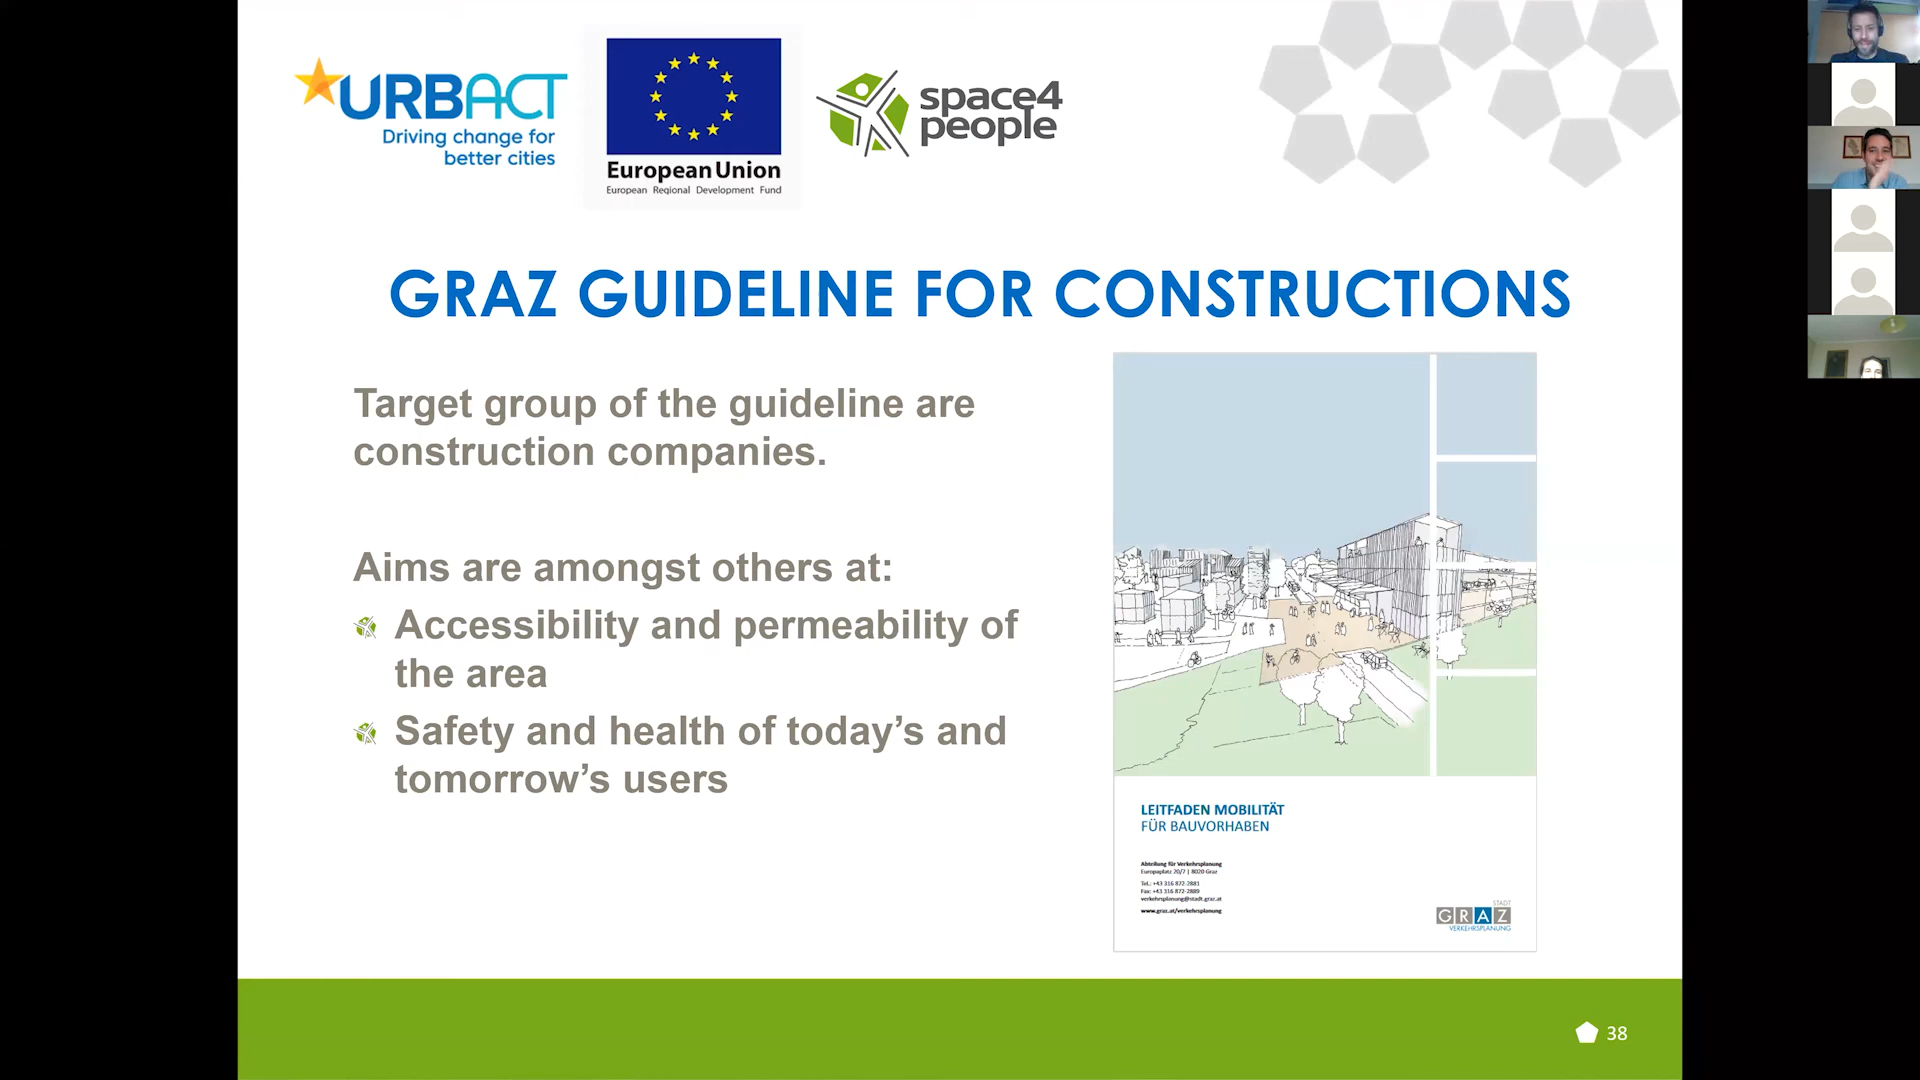 URBACT
Driving change for
better cities
European Union
European Regional Development Fund
space4
people
GRAZ GUIDELINE FOR CONSTRUCTIONS
Target group of the guideline are
construction companies.
Aims are amongst others at:
Accessibility and permeability of
the area
Safety and health of today’s and
tomorrow’s users
LEITFADEN MOBILITÄT
FÜR BAUVORHABEN
Abteilung für Verkehrsplanung
Europaplatz 20/7 | 8020 Graz
Tel.: +43 316 872-2881
Fax: +43 316 872-2889
verkehrsplanung@stadt.graz.at
www.graz.at/verkehrsplanung
STADT
GRAZ
VERKEHRSPLANUNG
38